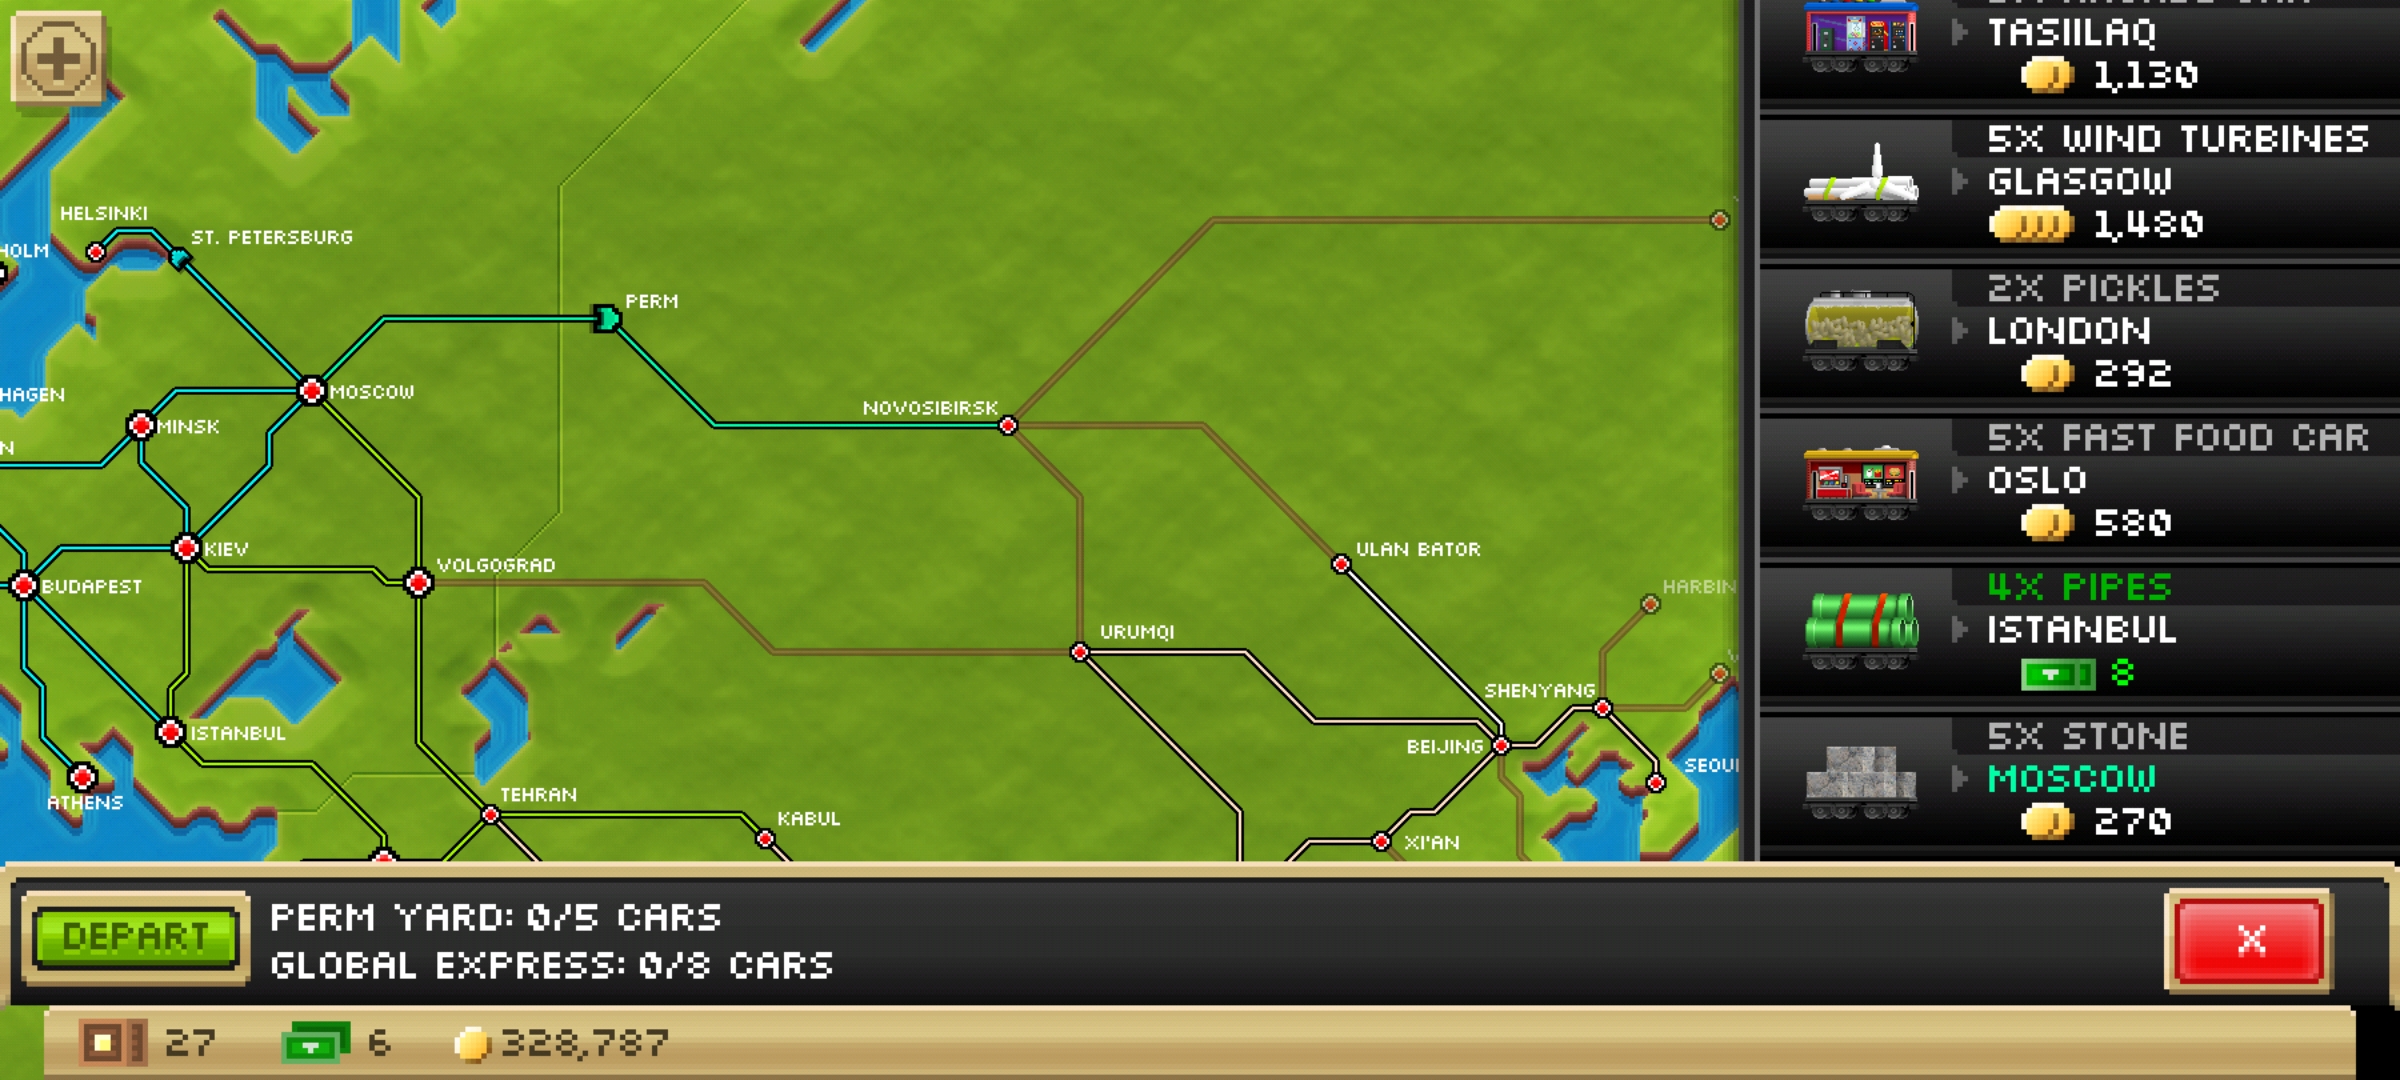 HELSINKI
ST. PETERSBURG
HOLM
PERM
HAGEN
MOSCOW
MINSK
N
NOVOSIBIRSK
KIEV
BUDAPEST
VOLGOGRAD
ULAN BATOR
HARBIN
URUMQI
SHENYANG
ISTANBUL
BEIJING
SEOUL
ATHENS
TEHRAN
KABUL
XI'AN
TASIILAQ
1,130
5X WIND TURBINES
GLASGOW
1,480
2X PICKLES
LONDON
292
5X FAST FOOD CAR
OSLO
580
4X PIPES
ISTANBUL
8
5X STONE
MOSCOW
270
DEPART
PERM YARD: 0/5 CARS
GLOBAL EXPRESS: 0/8 CARS
X
27
6
328,787